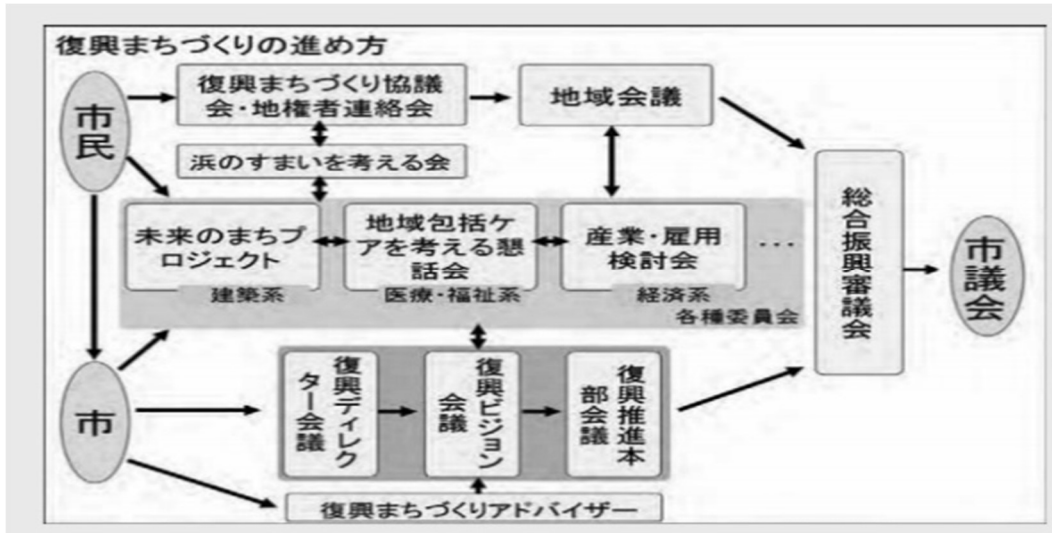 復興まちづくりの進め方
市民
復興まちづくり協議
会・地権者連絡会
地域会議
浜のすまいを考える会
未来のまちプ
ロジェクト
建築系
地域包括ケ
アを考える懇
話会
医療・福祉系
産業・雇用
検討会
経済系
…
各種委員会
総合振興審議会
市議会
市
復興ディレク
ター会議
復興ビジョン
会議
復興推進本
部会議
復興まちづくりアドバイザー